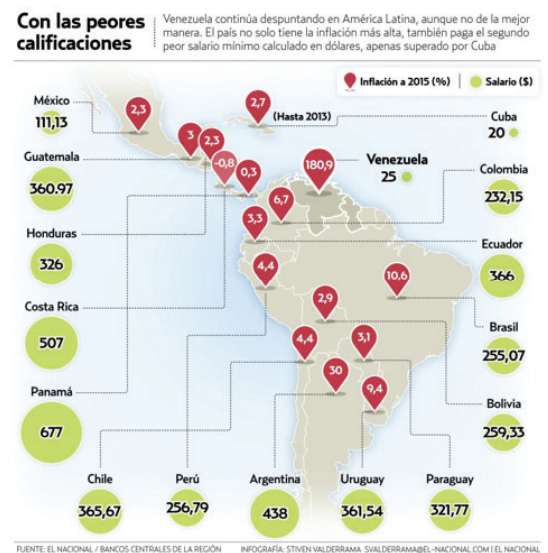 Con las peores
calificaciones
Venezuela continúa despuntando en América Latina, aunque no de la mejor
manera. El país no solo tiene la inflación más alta, también paga el segundo
peor salario mínimo calculado en dólares, apenas superado por Cuba
Inflación a 2015 (%)
Salario ($)
México
111,13
2,3
2,7
(Hasta 2013)
Cuba
20
Guatemala
360.97
3
2,3
-0,8
0,3
180,9
Venezuela
25
Colombia
232,15
6,7
Honduras
326
3,3
Ecuador
366
4,4
10,6
Costa Rica
507
2,9
Brasil
255,07
4,4
3,1
Panamá
677
30
9,4
Bolivia
259,33
Chile
365,67
Perú
256,79
Argentina
438
Uruguay
361,54
Paraguay
321,77
FUENTE: EL NACIONAL / BANCOS CENTRALES DE LA REGIÓN
INFOGRAFÍA: STIVEN VALDERRAMA SVALDERRAMA@EL-NACIONAL.COM | EL NACIONAL